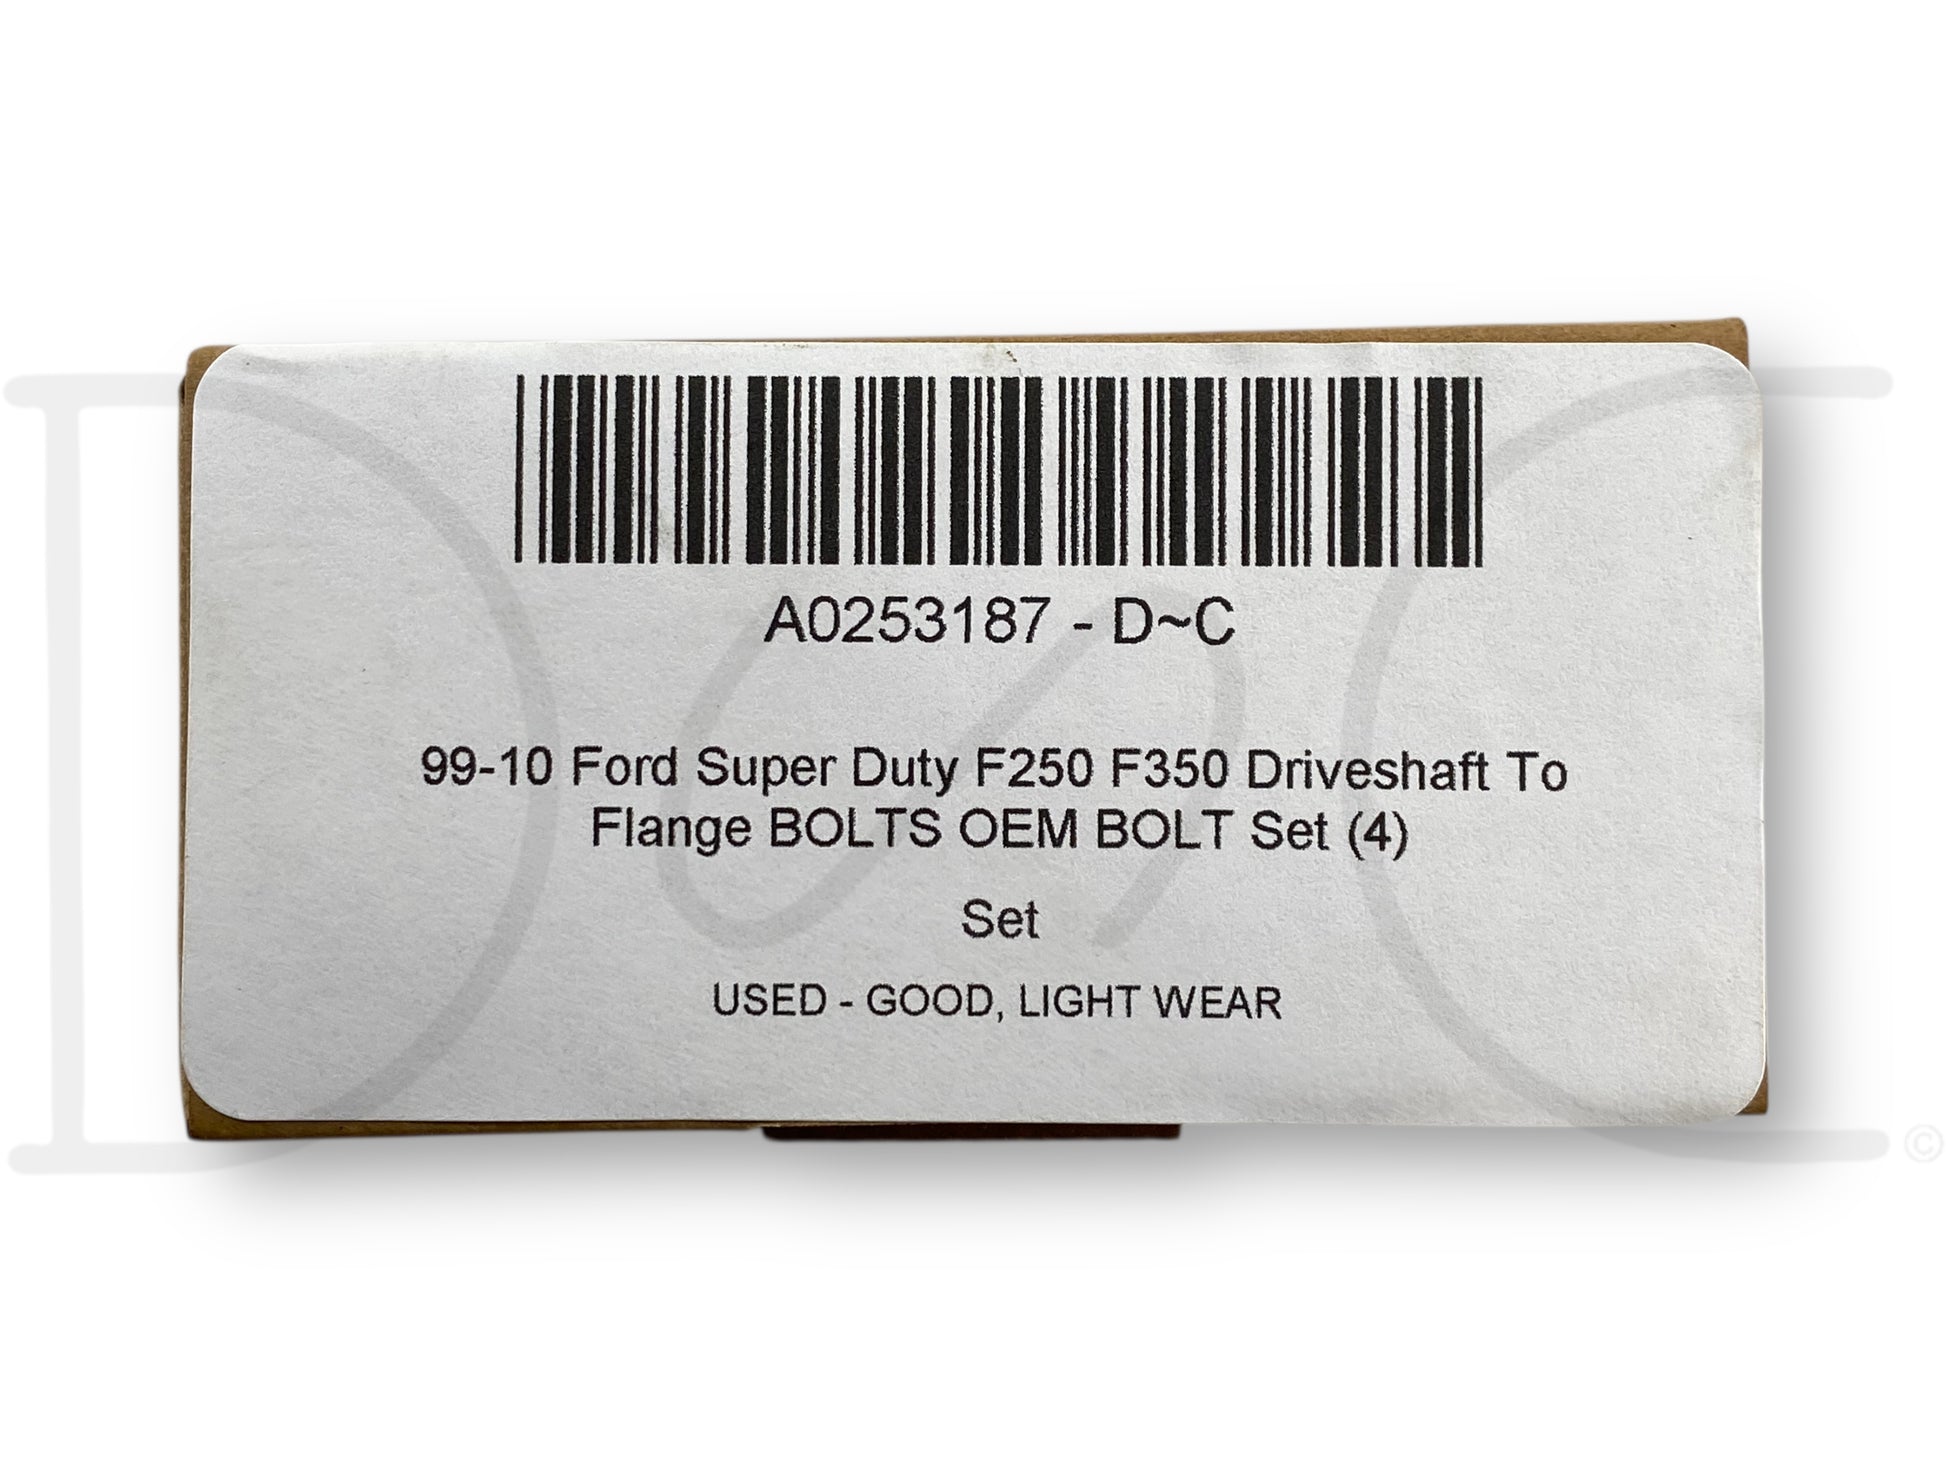 A0253187 - D~C
99-10 Ford Super Duty F250 F350 Driveshaft To
Flange BOLTS OEM BOLT Set (4)
Set
USED - GOOD, LIGHT WEAR
©